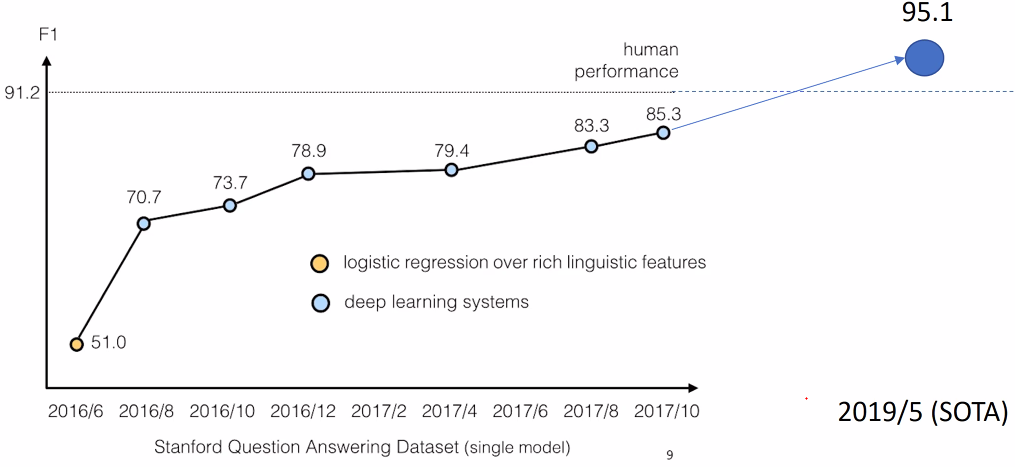 95.1
F1
human
performance
91.2
85.3
83.3
79.4
78.9
73.7
70.7
logistic regression over rich linguistic features
deep learning systems
51.0
2016/6 2016/8 2016/10 2016/12 2017/2 2017/4 2017/6 2017/8 2017/10
2019/5 (SOTA)
Stanford Question Answering Dataset (single model)
9